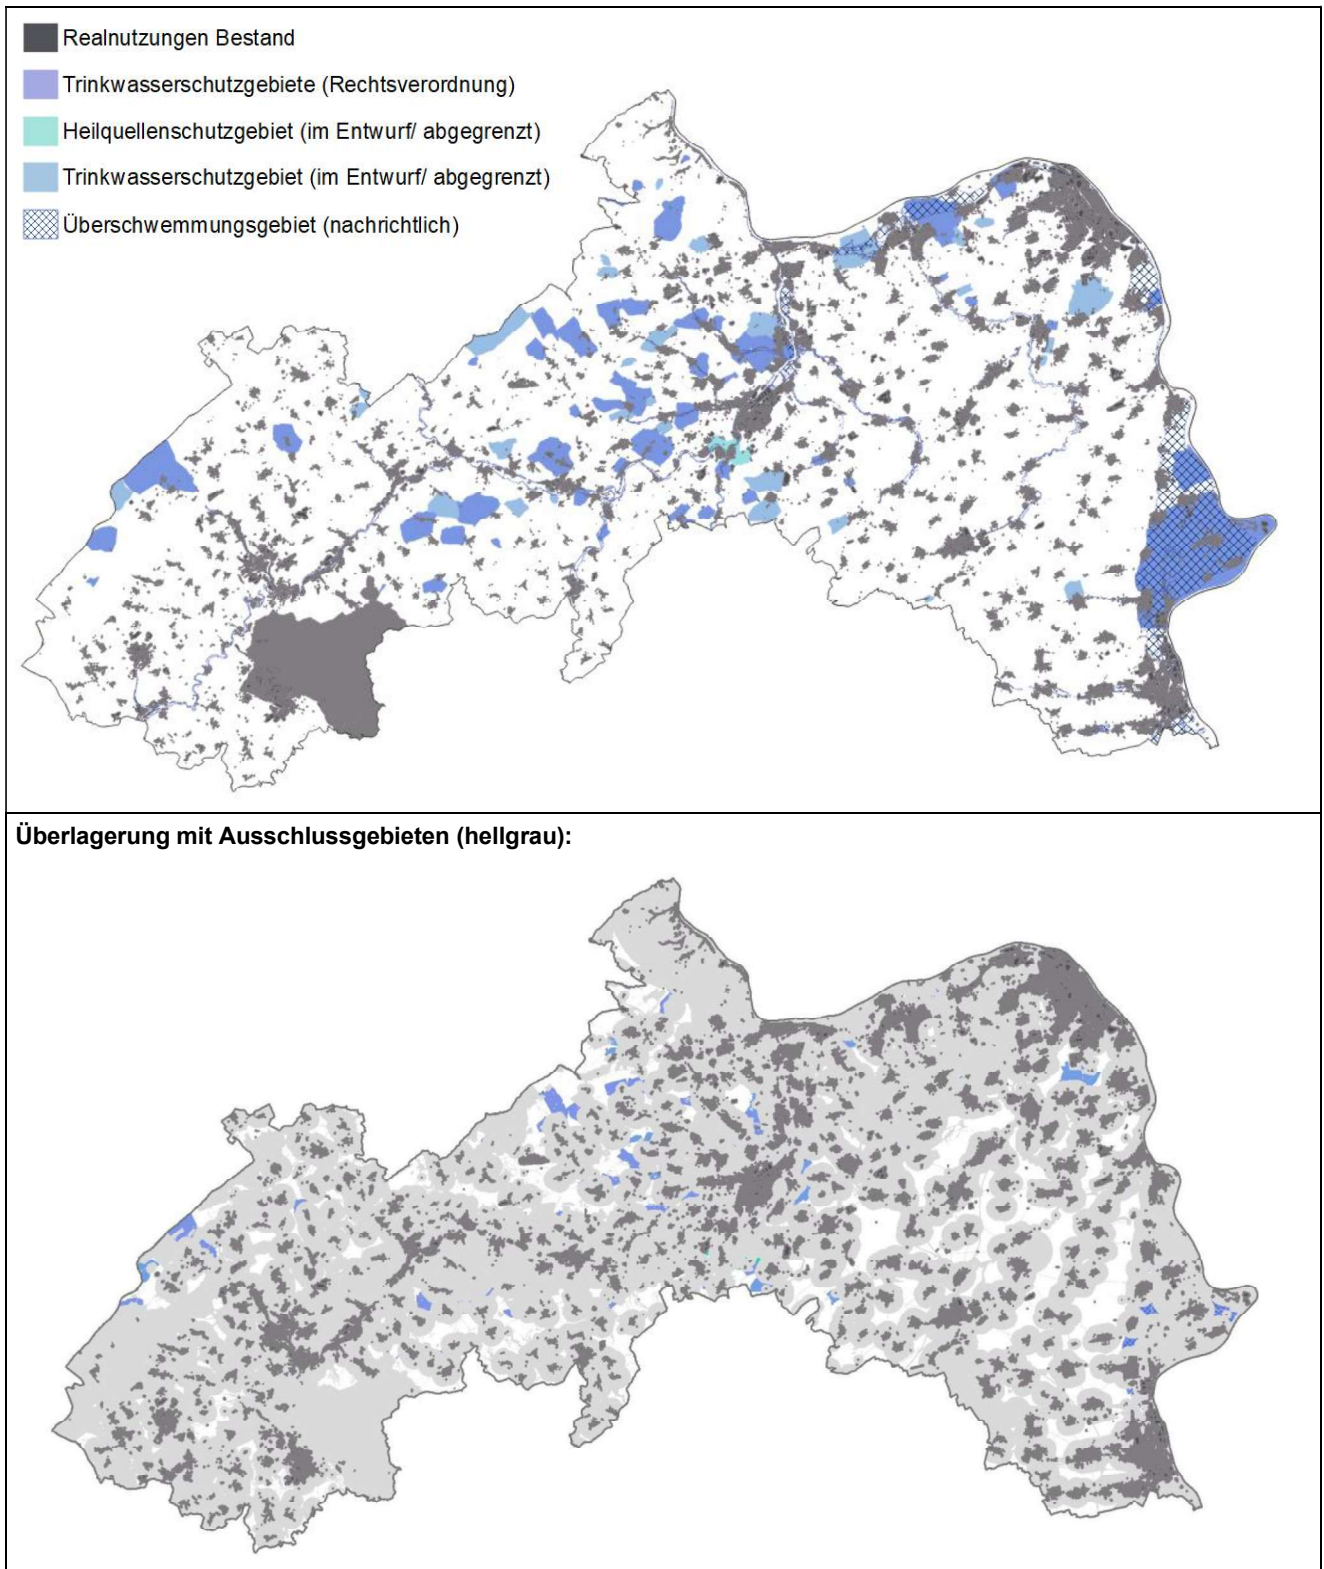 Realnutzungen Bestand
Trinkwasserschutzgebiete (Rechtsverordnung)
Heilquellenschutzgebiet (im Entwurf/ abgegrenzt)
Trinkwasserschutzgebiet (im Entwurf/ abgegrenzt)
Überschwemmungsgebiet (nachrichtlich)
Überlagerung mit Ausschlussgebieten (hellgrau):